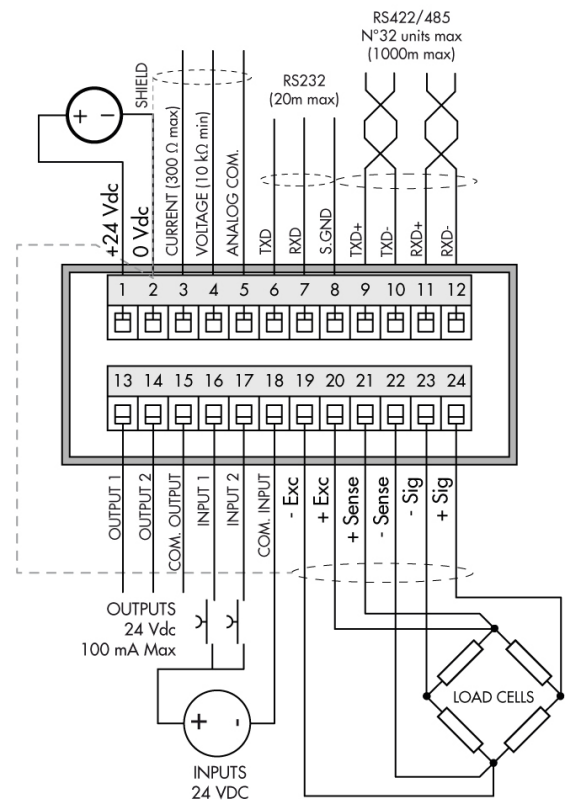 RS422/485
N°32 units max
(1000m max)
RS232
(20m max)
SHIELD
+ −
+24 Vdc
0 Vdc
CURRENT (300 Ω max)
VOLTAGE (10 kΩ min)
ANALOG COM.
TXD
RXD
S.GND
TXD+
TXD-
RXD+
RXD-
1 2 3 4 5 6 7 8 9 10 11 12
13 14 15 16 17 18 19 20 21 22 23 24
OUTPUT 1
OUTPUT 2
COM. OUTPUT
INPUT 1
INPUT 2
COM. INPUT
- Exc
+ Exc
+ Sense
- Sense
- Sig
+ Sig
OUTPUTS
24 Vdc
100 mA Max
LOAD CELLS
+ -
INPUTS
24 VDC